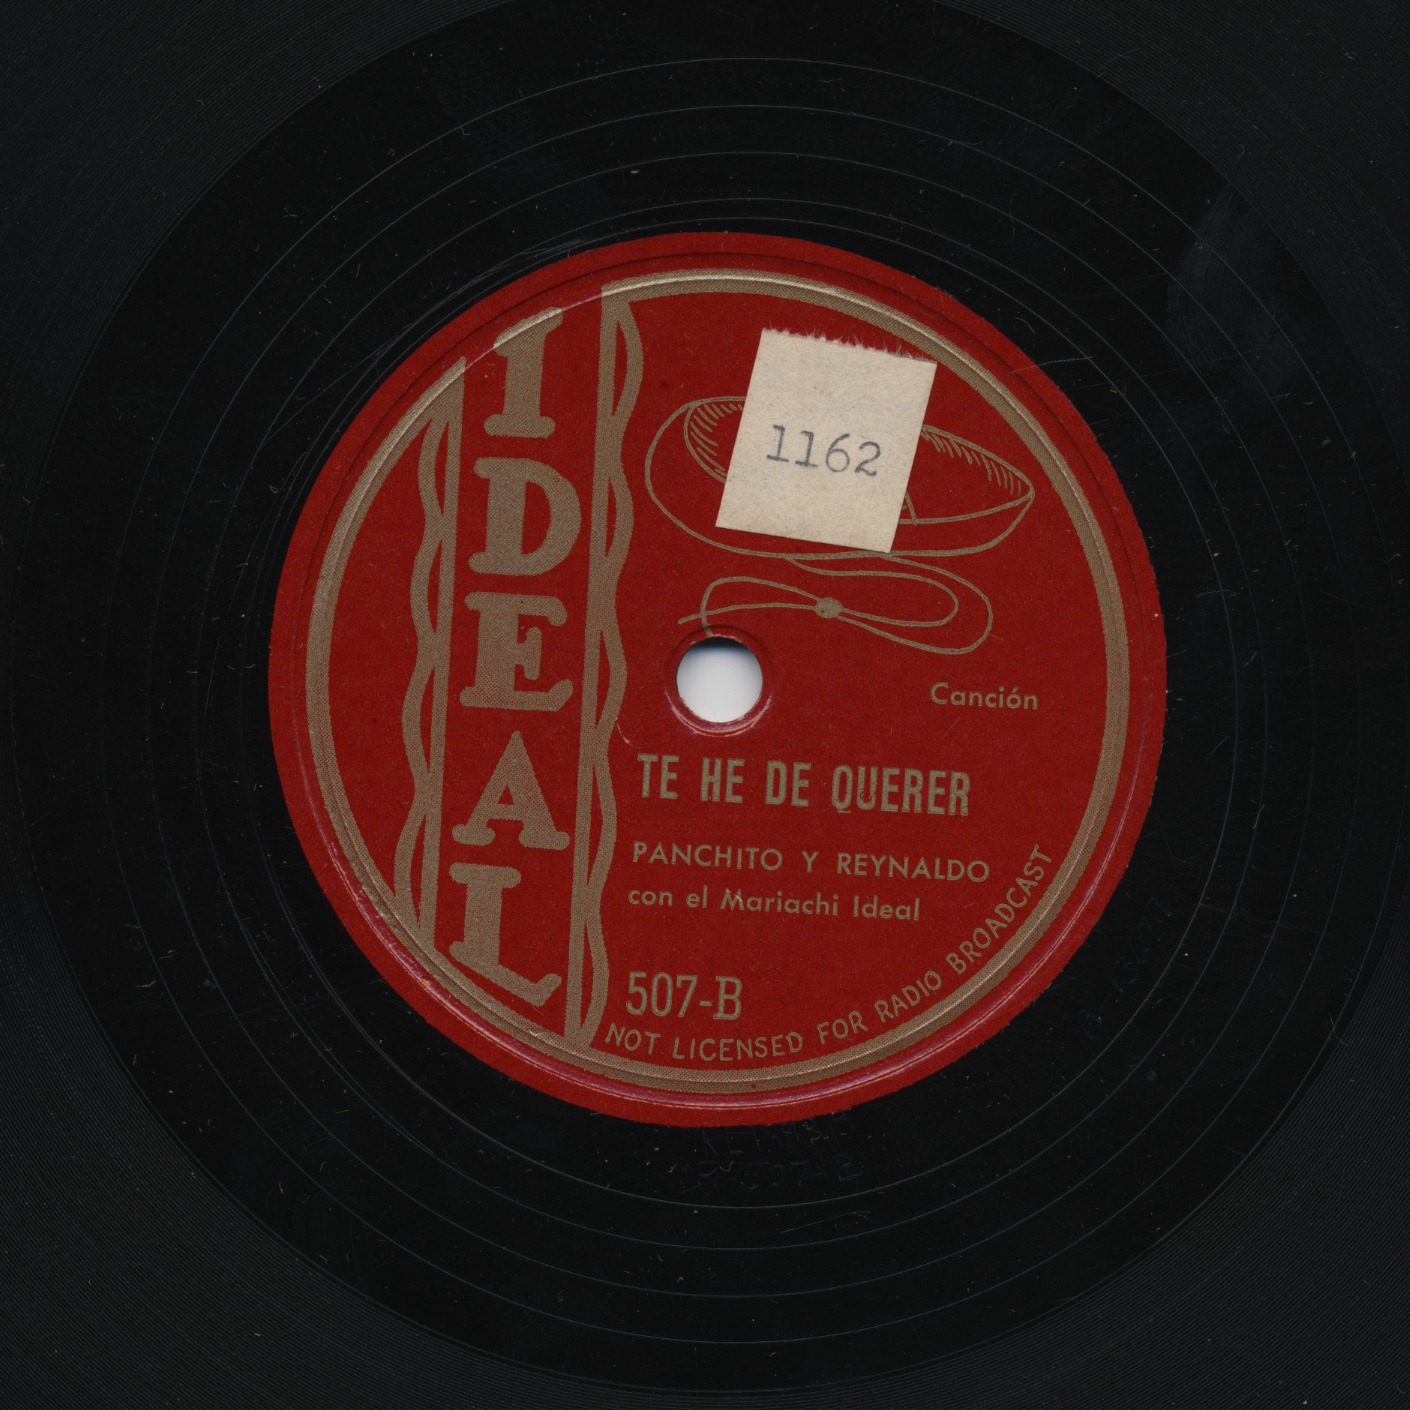 IDEAL
1162
Canción
TE HE DE QUERER
PANCHITO Y REYNALDO
con el Mariachi Ideal
507-B
NOT LICENSED FOR RADIO BROADCAST